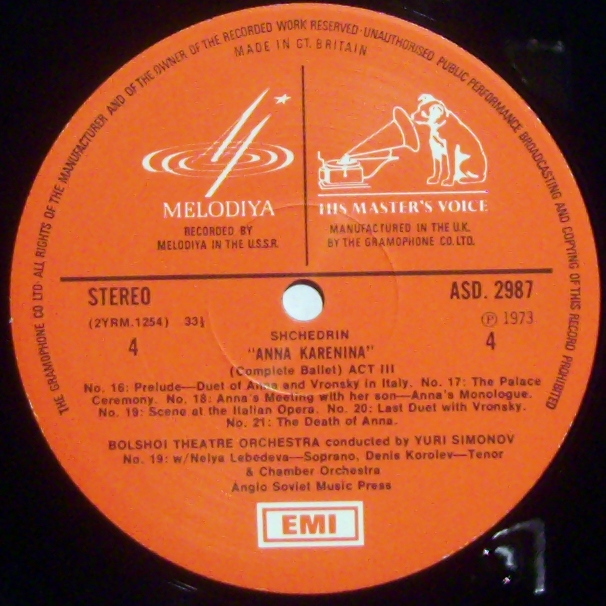 THE GRAMOPHONE CO LTD·ALL RIGHTS OF THE MANUFACTURER AND OF THE OWNER OF THE RECORDED WORK RESERVED·UNAUTHORISED PUBLIC PERFORMANCE BROADCASTING AND COPYING OF THIS RECORD PROHIBITED
MADE IN GT. BRITAIN
MELODIYA
RECORDED BY
MELODIYA IN THE U.S.S.R.
HIS MASTER'S VOICE
MANUFACTURED IN THE U.K.
BY THE GRAMOPHONE CO. LTD.
STEREO
(2YRM.1254) 33⅓
4
ASD. 2987
Ⓟ 1973
4
SHCHEDRIN
"ANNA KARENINA"
(Complete Ballet) ACT III
No. 16: Prelude—Duet of Anna and Vronsky in Italy. No. 17: The Palace
Ceremony. No. 18: Anna's Meeting with her son—Anna's Monologue.
No. 19: Scene at the Italian Opera. No. 20: Last Duet with Vronsky.
No. 21: The Death of Anna.
BOLSHOI THEATRE ORCHESTRA conducted by YURI SIMONOV
No. 19: w/Nelya Lebedeva—Soprano, Denis Korolev—Tenor
& Chamber Orchestra
Anglo Soviet Music Press
EMI